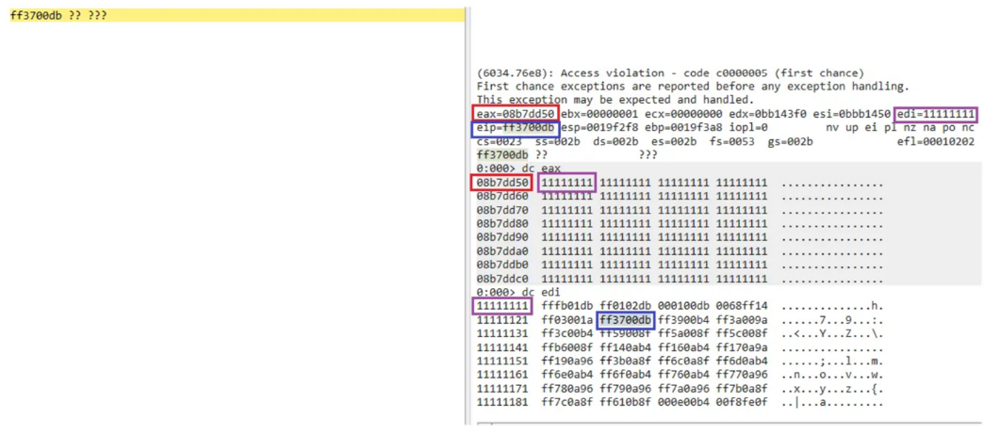 ff3700db ?? ???
(6034.76e8): Access violation - code c0000005 (first chance)
First chance exceptions are reported before any exception handling.
This exception may be expected and handled.
eax=08b7dd50 ebx=00000001 ecx=00000000 edx=0bb143f0 esi=0bbb1450 edi=11111111
eip=ff3700db esp=0019f2f8 ebp=0019f3a8 iopl=0 nv up ei pl nz na po nc
cs=0023 ss=002b ds=002b es=002b fs=0053 gs=002b efl=00010202
ff3700db ?? ???
0:000> dc eax
08b7dd50 11111111 11111111 11111111 11111111 ................
08b7dd60 11111111 11111111 11111111 11111111 ................
08b7dd70 11111111 11111111 11111111 11111111 ................
08b7dd80 11111111 11111111 11111111 11111111 ................
08b7dd90 11111111 11111111 11111111 11111111 ................
08b7dda0 11111111 11111111 11111111 11111111 ................
08b7ddb0 11111111 11111111 11111111 11111111 ................
08b7ddc0 11111111 11111111 11111111 11111111 ................
0:000> dc edi
11111111 fffb01db ff0102db 000100db 0068ff14 ..............h.
11111121 ff03001a ff3700db ff3900b4 ff3a009a ......7...9...:.
11111131 ff3c00b4 ff59008f ff5a008f ff5c008f ..<...Y...Z...\.
11111141 ffb6008f ff140ab4 ff160ab4 ff170a9a ................
11111151 ff190a96 ff3b0a8f ff6c0a8f ff6d0ab4 ......;...l...m.
11111161 ff6e0ab4 ff6f0ab4 ff760ab4 ff770a96 ..n...o...v...w.
11111171 ff780a96 ff790a96 ff7a0a96 ff7b0a8f ..x...y...z...{.
11111181 ff7c0a8f ff610b8f 000e00b4 00f8fe0f ..|...a.........